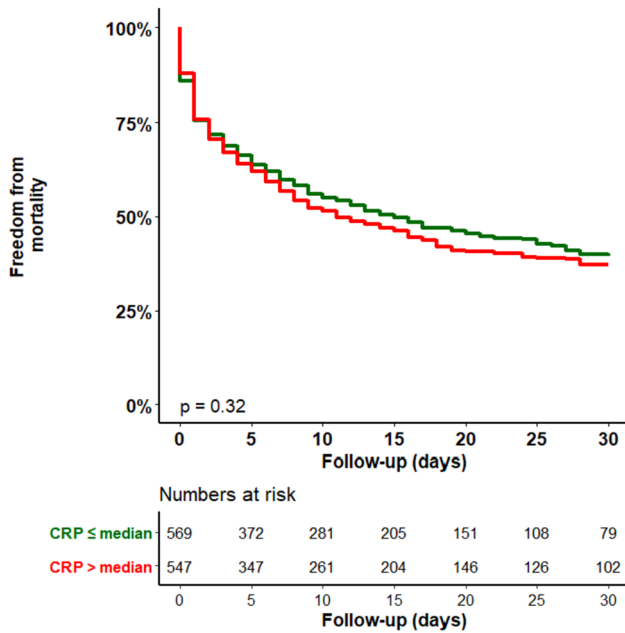 100%
75%
50%
25%
0%
Freedom from
mortality
p = 0.32
0 5 10 15 20 25 30
Follow-up (days)
Numbers at risk
CRP ≤ median 569 372 281 205 151 108 79
CRP > median 547 347 261 204 146 126 102
0 5 10 15 20 25 30
Follow-up (days)